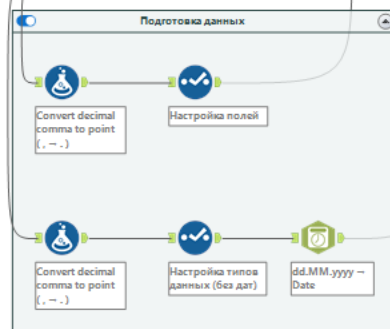 Подготовка данных
Convert decimal
comma to point
( , → . )
Настройка полей
Convert decimal
comma to point
( , → . )
Настройка типов
данных (без дат)
dd.MM.yyyy →
Date